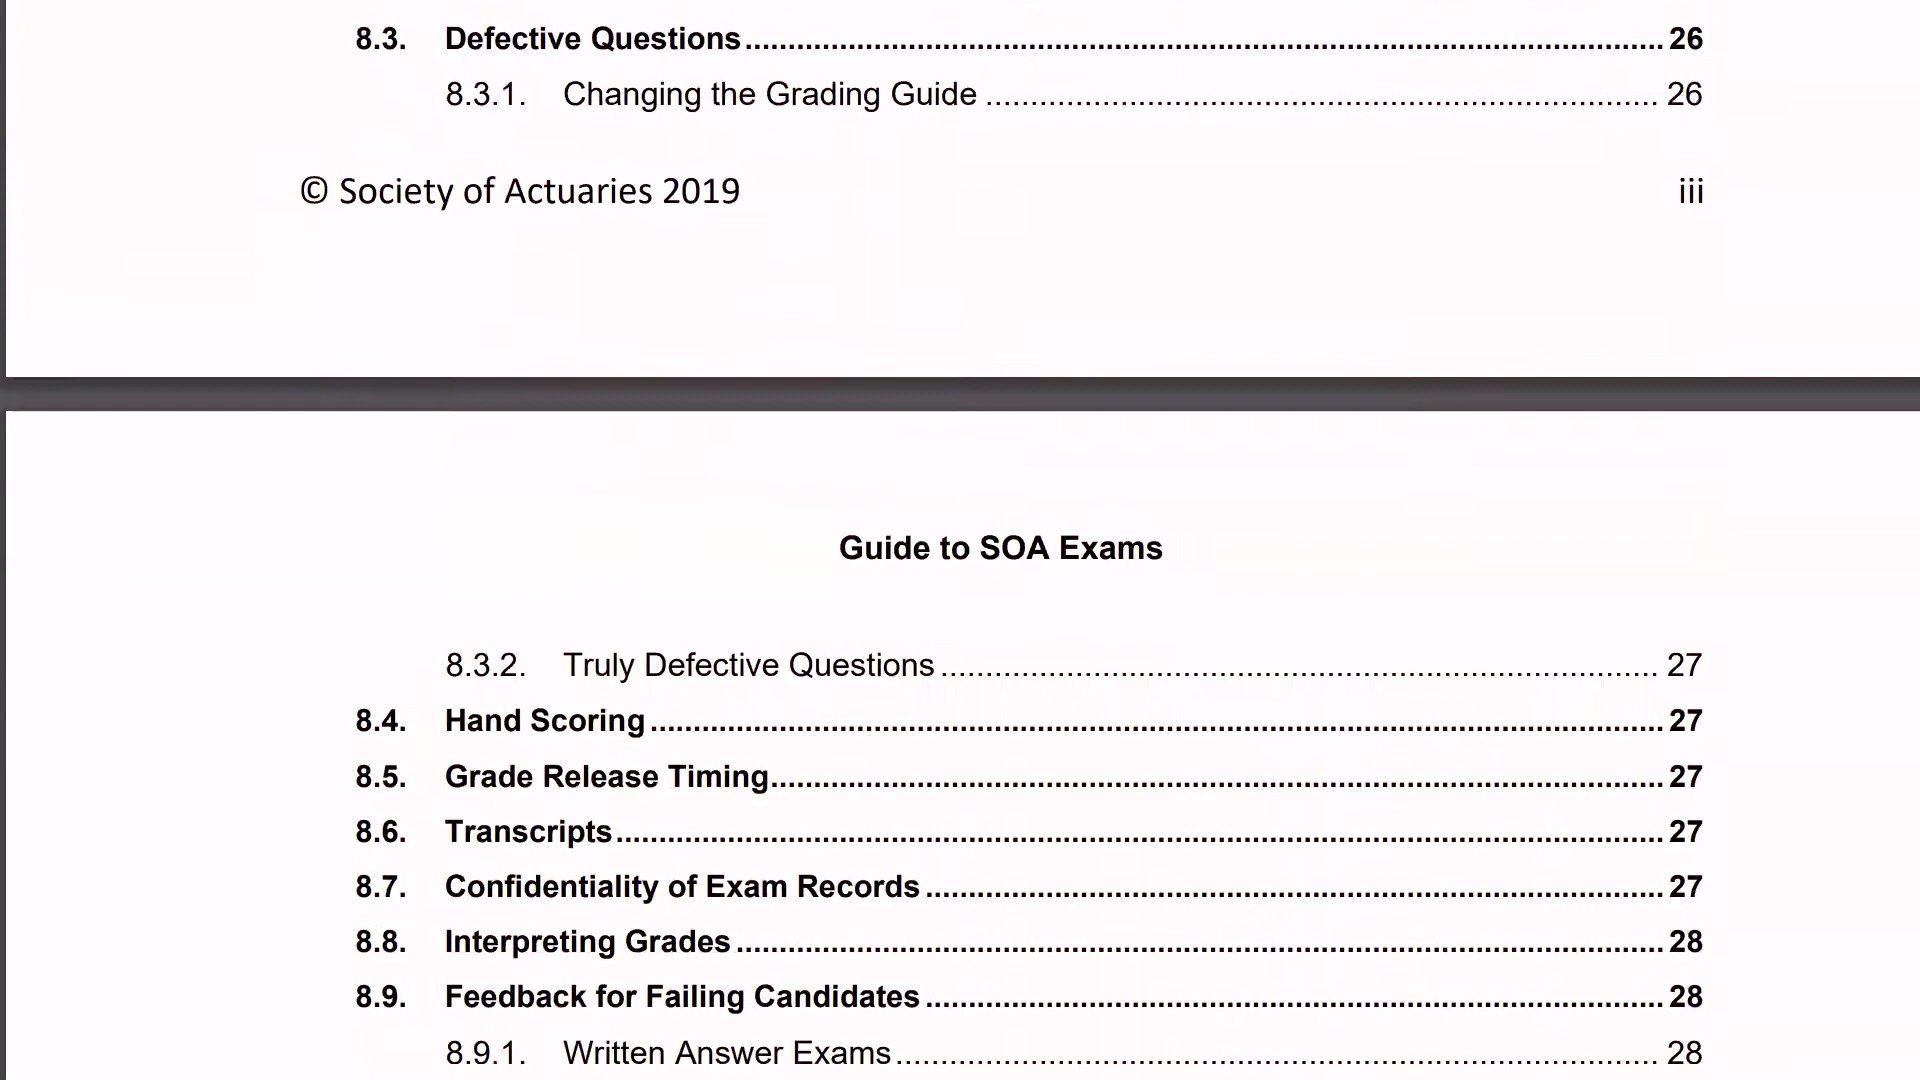 8.3. Defective Questions.......... 26
8.3.1. Changing the Grading Guide .......... 26
© Society of Actuaries 2019 iii
Guide to SOA Exams
8.3.2. Truly Defective Questions .......... 27
8.4. Hand Scoring .......... 27
8.5. Grade Release Timing.......... 27
8.6. Transcripts.......... 27
8.7. Confidentiality of Exam Records .......... 27
8.8. Interpreting Grades .......... 28
8.9. Feedback for Failing Candidates .......... 28
8.9.1. Written Answer Exams.......... 28